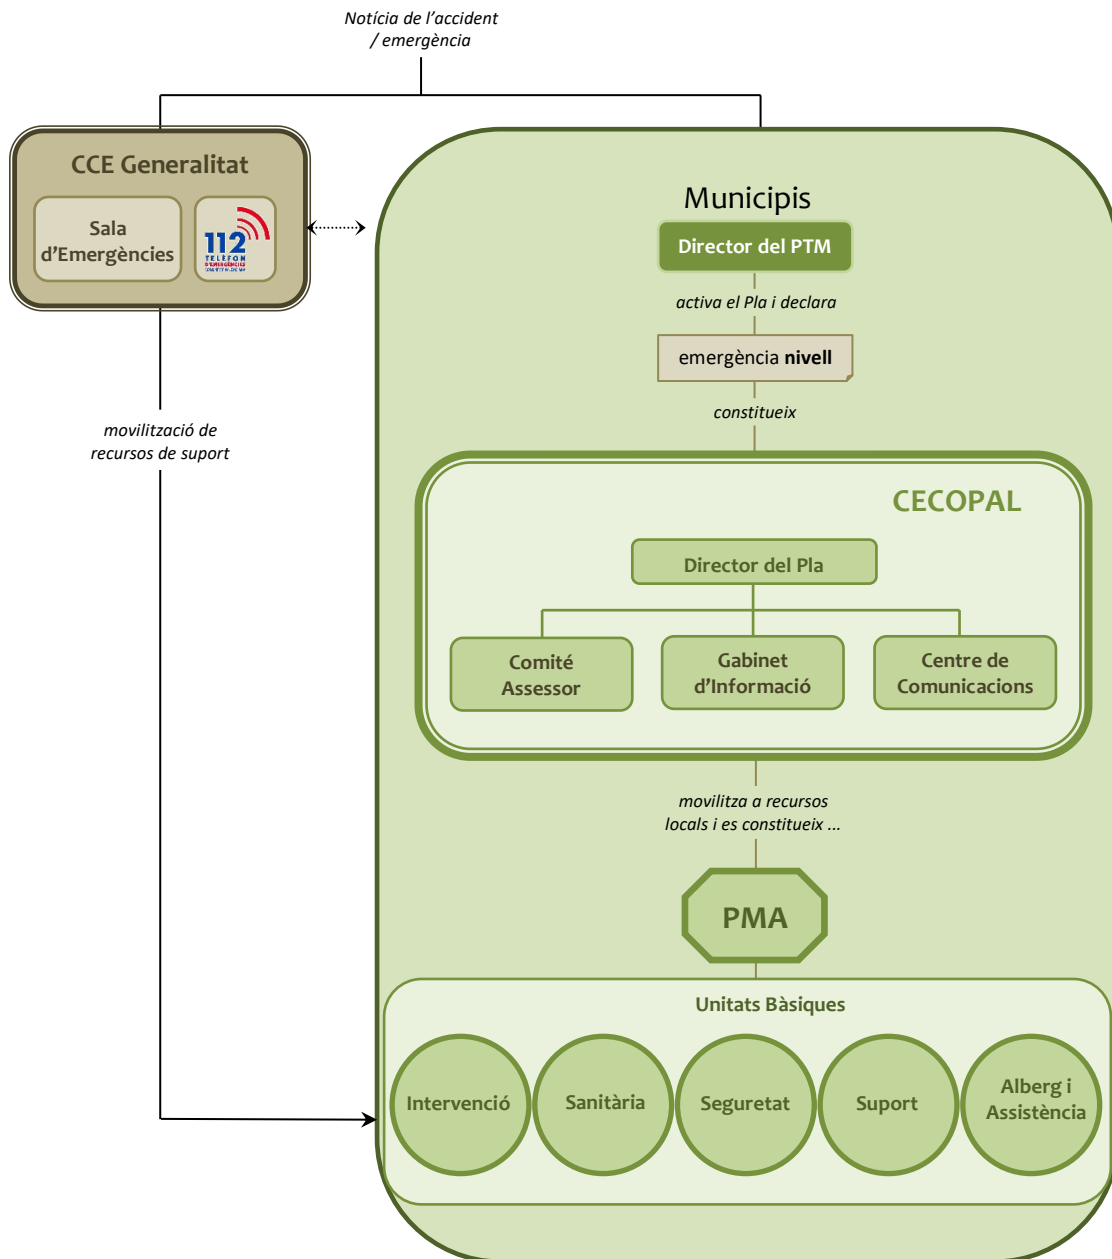 Notícia de l’accident
/ emergència
CCE Generalitat
Sala
d’Emergències
112
TELÈFON
D’EMERGÈNCIES
Municipis
Director del PTM
activa el Pla i declara
emergència nivell
constitueix
movilització de
recursos de suport
CECOPAL
Director del Pla
Comité
Assessor
Gabinet
d’Informació
Centre de
Comunicacions
movilitza a recursos
locals i es constitueix ...
PMA
Unitats Bàsiques
Intervenció
Sanitària
Seguretat
Suport
Alberg i
Assistència